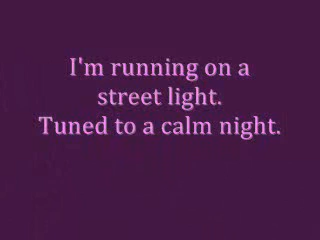 I'm running on a
street light.
Tuned to a calm night.